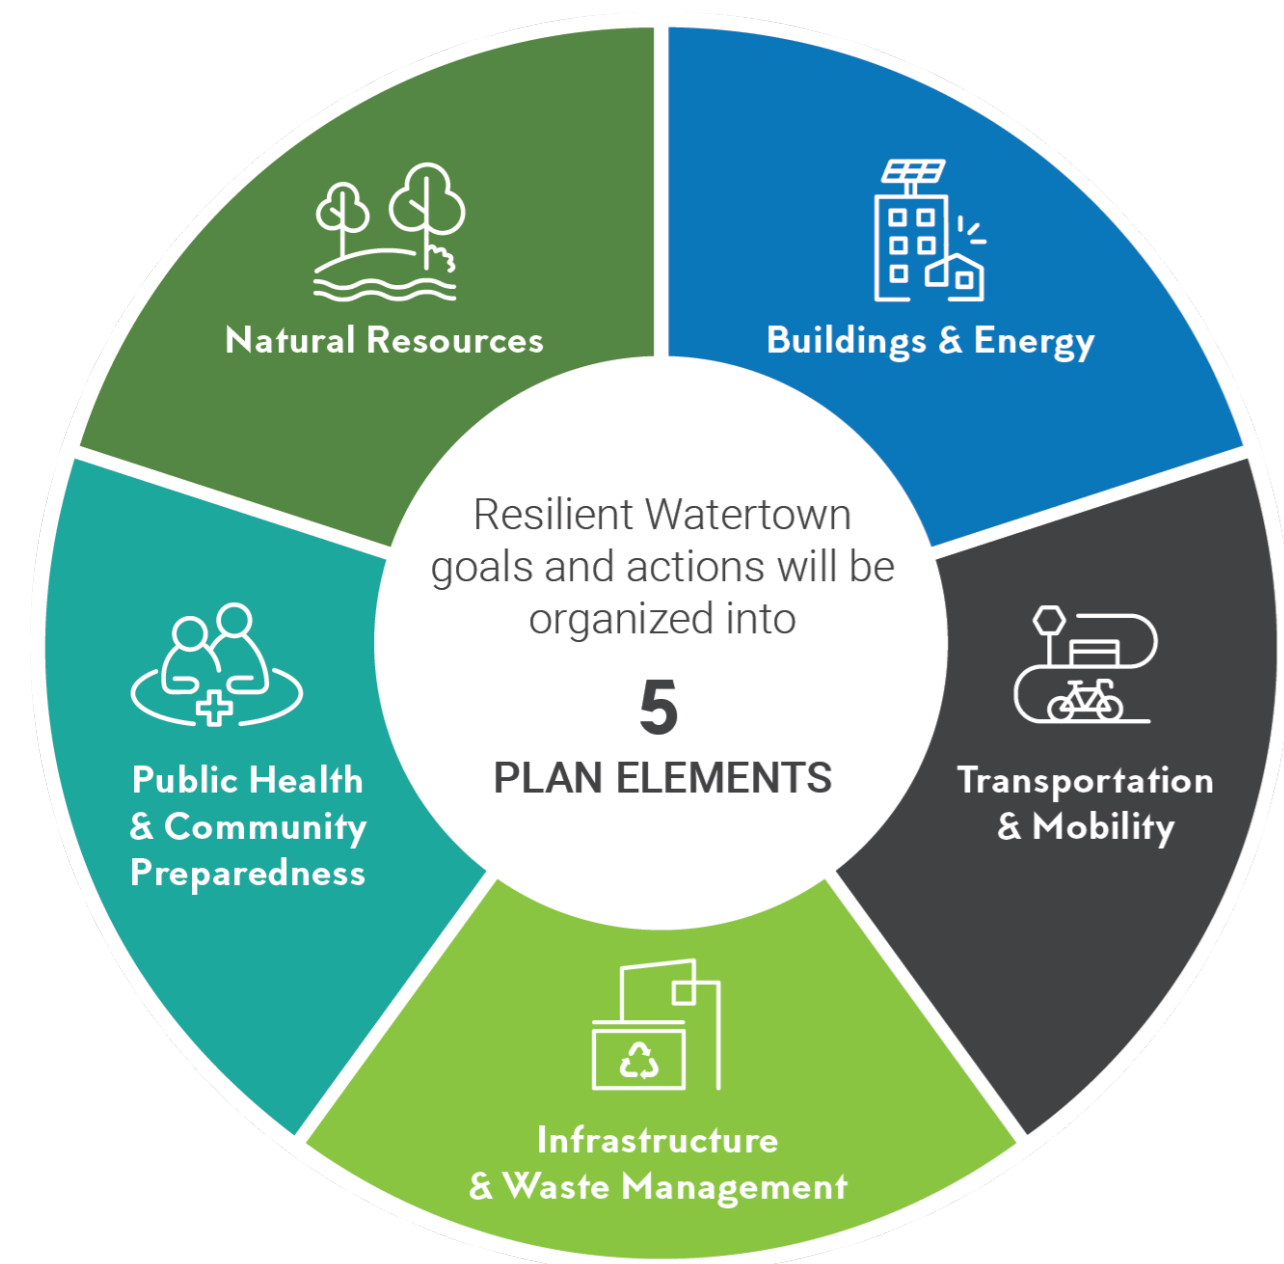 Natural Resources
Buildings & Energy
Resilient Watertown
goals and actions will be
organized into
5
PLAN ELEMENTS
Public Health
& Community
Preparedness
Transportation
& Mobility
Infrastructure
& Waste Management